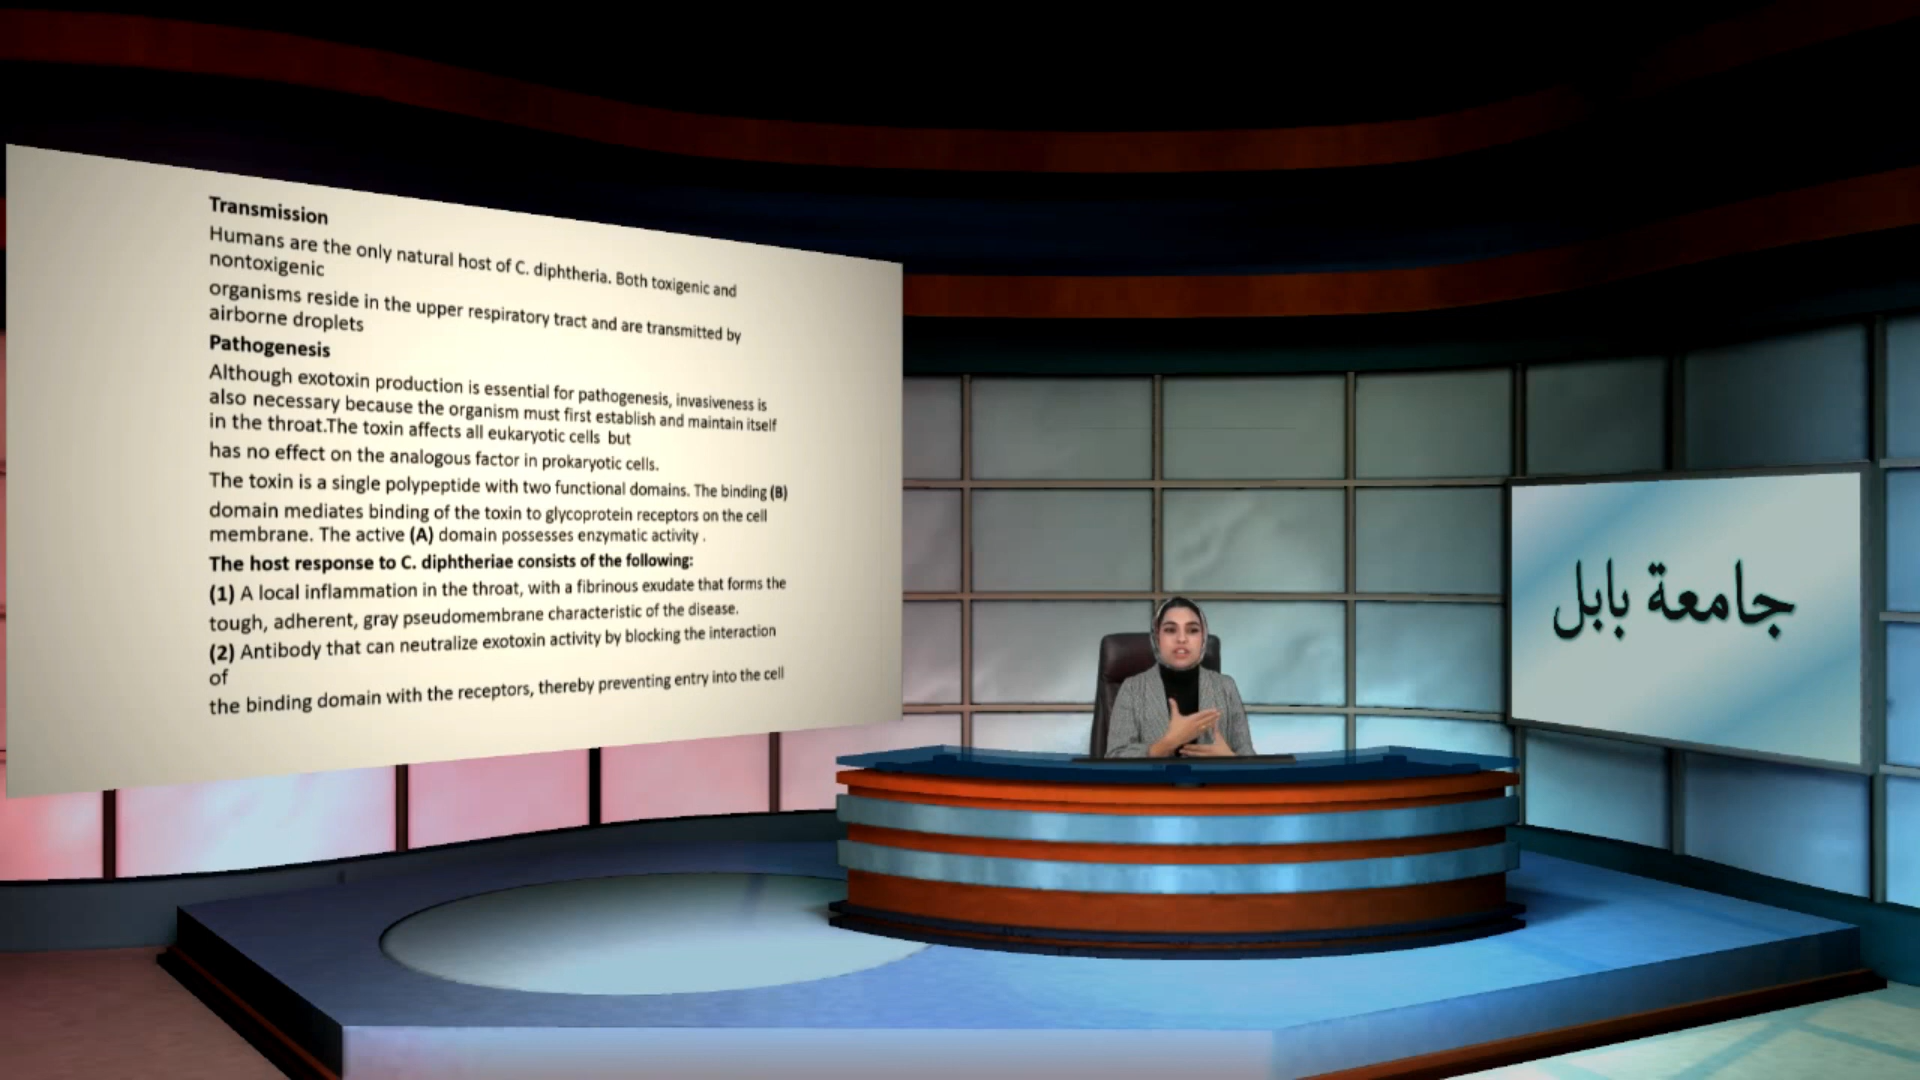 Transmission
Humans are the only natural host of C. diphtheria. Both toxigenic and
nontoxigenic
organisms reside in the upper respiratory tract and are transmitted by
airborne droplets
Pathogenesis
Although exotoxin production is essential for pathogenesis, invasiveness is
also necessary because the organism must first establish and maintain itself
in the throat.The toxin affects all eukaryotic cells but
has no effect on the analogous factor in prokaryotic cells.
The toxin is a single polypeptide with two functional domains. The binding (B)
domain mediates binding of the toxin to glycoprotein receptors on the cell
membrane. The active (A) domain possesses enzymatic activity .
The host response to C. diphtheriae consists of the following:
(1) A local inflammation in the throat, with a fibrinous exudate that forms the
tough, adherent, gray pseudomembrane characteristic of the disease.
(2) Antibody that can neutralize exotoxin activity by blocking the interaction
of
the binding domain with the receptors, thereby preventing entry into the cell
جامعة بابل